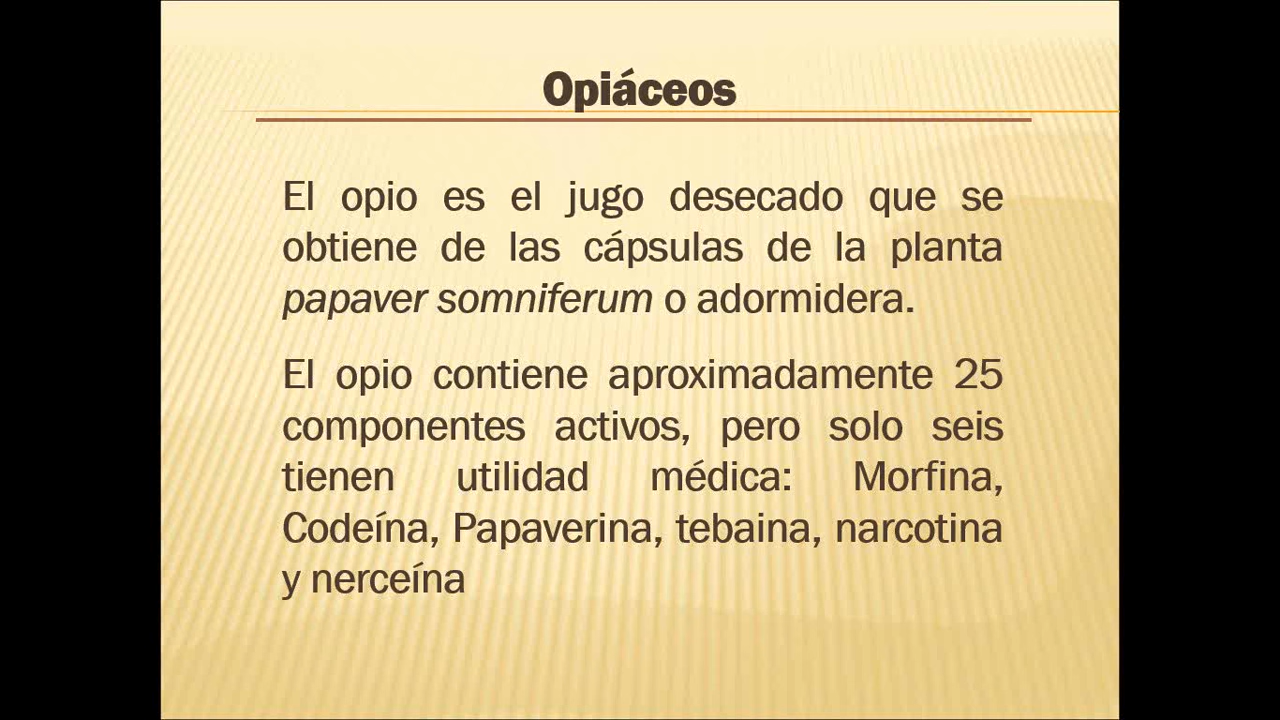 Opiáceos
El opio es el jugo desecado que se
obtiene de las cápsulas de la planta
papaver somniferum o adormidera.
El opio contiene aproximadamente 25
componentes activos, pero solo seis
tienen utilidad médica: Morfina,
Codeína, Papaverina, tebaina, narcotina
y nerceína